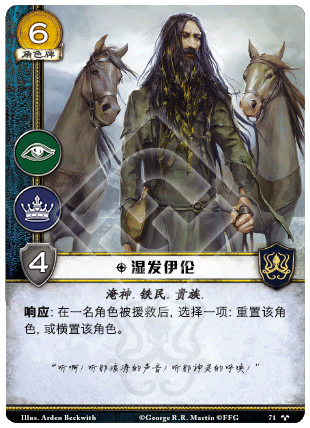 6
角色牌
4
湿发伊伦
淹神. 铁民. 贵族.
响应: 在一名角色被援救后, 选择一项: 重置该角
色, 或横置该角色.
“听啊! 听那波涛的声音! 听那神灵的呼唤!”
Illus. Arden Beckwith ©George R.R. Martin ©FFG 71